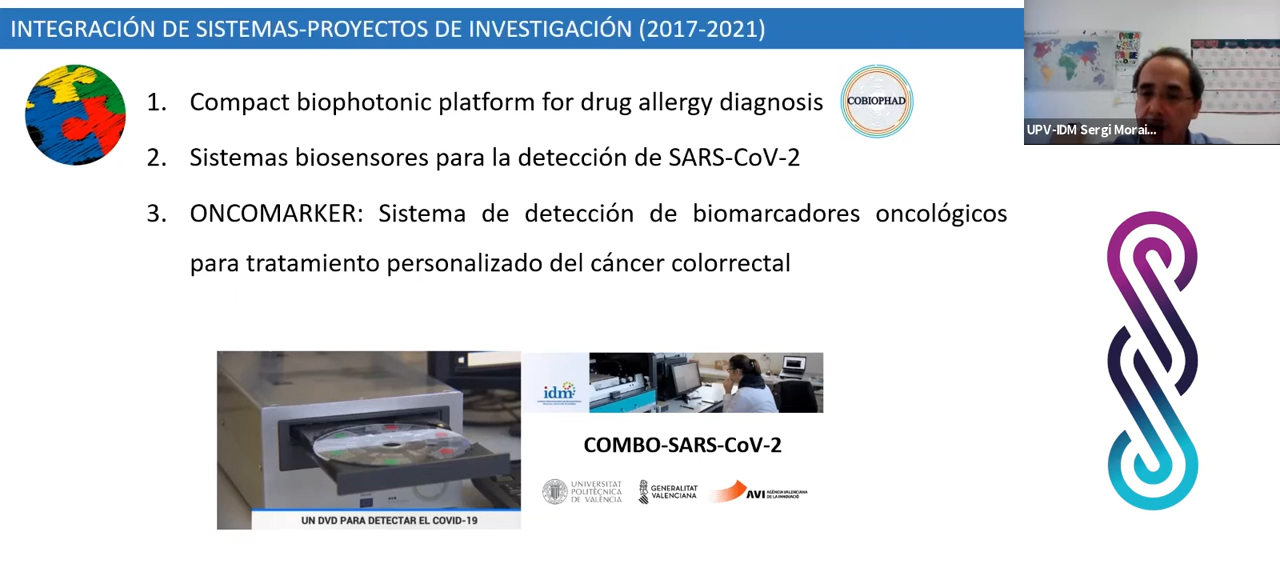 INTEGRACIÓN DE SISTEMAS-PROYECTOS DE INVESTIGACIÓN (2017-2021)
1. Compact biophotonic platform for drug allergy diagnosis
COBIOPHAD
UPV-IDM Sergi Morai...
2. Sistemas biosensores para la detección de SARS-CoV-2
3. ONCOMARKER: Sistema de detección de biomarcadores oncológicos
para tratamiento personalizado del cáncer colorrectal
idm
COMBO-SARS-CoV-2
UNIVERSITAT
POLITÈCNICA
DE VALÈNCIA
GENERALITAT
VALENCIANA
AVI AGÈNCIA VALENCIANA
DE LA INNOVACIÓ
UN DVD PARA DETECTAR EL COVID-19